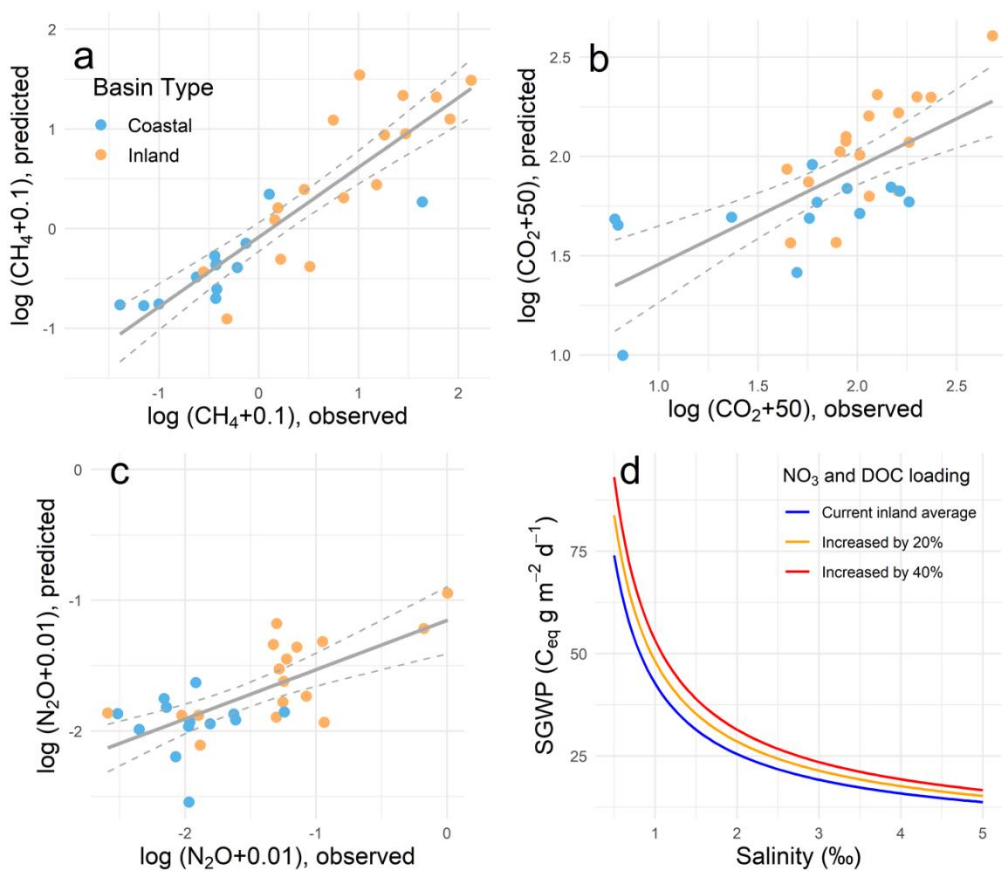 a
Basin Type
Coastal
Inland
log (CH₄+0.1), predicted
2
1
0
-1
-1
0
1
2
log (CH₄+0.1), observed
b
log (CO₂+50), predicted
2.5
2.0
1.5
1.0
1.0
1.5
2.0
2.5
log (CO₂+50), observed
c
log (N₂O+0.01), predicted
0
-1
-2
-2
-1
0
log (N₂O+0.01), observed
d
NO₃ and DOC loading
Current inland average
Increased by 20%
Increased by 40%
SGWP (Cₑq g m⁻² d⁻¹)
75
50
25
1
2
3
4
5
Salinity (‰)